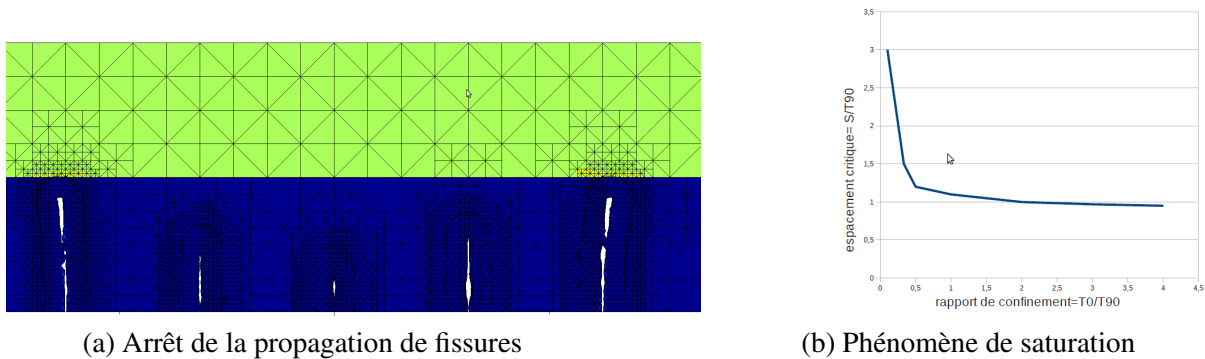 3,5
3
2,5
2
1,5
1
0,5
0
espacement critique= S/T90
0 0,5 1 1,5 2 2,5 3 3,5 4 4,5
rapport de confinement=T0/T90
(a) Arrêt de la propagation de fissures
(b) Phénomène de saturation